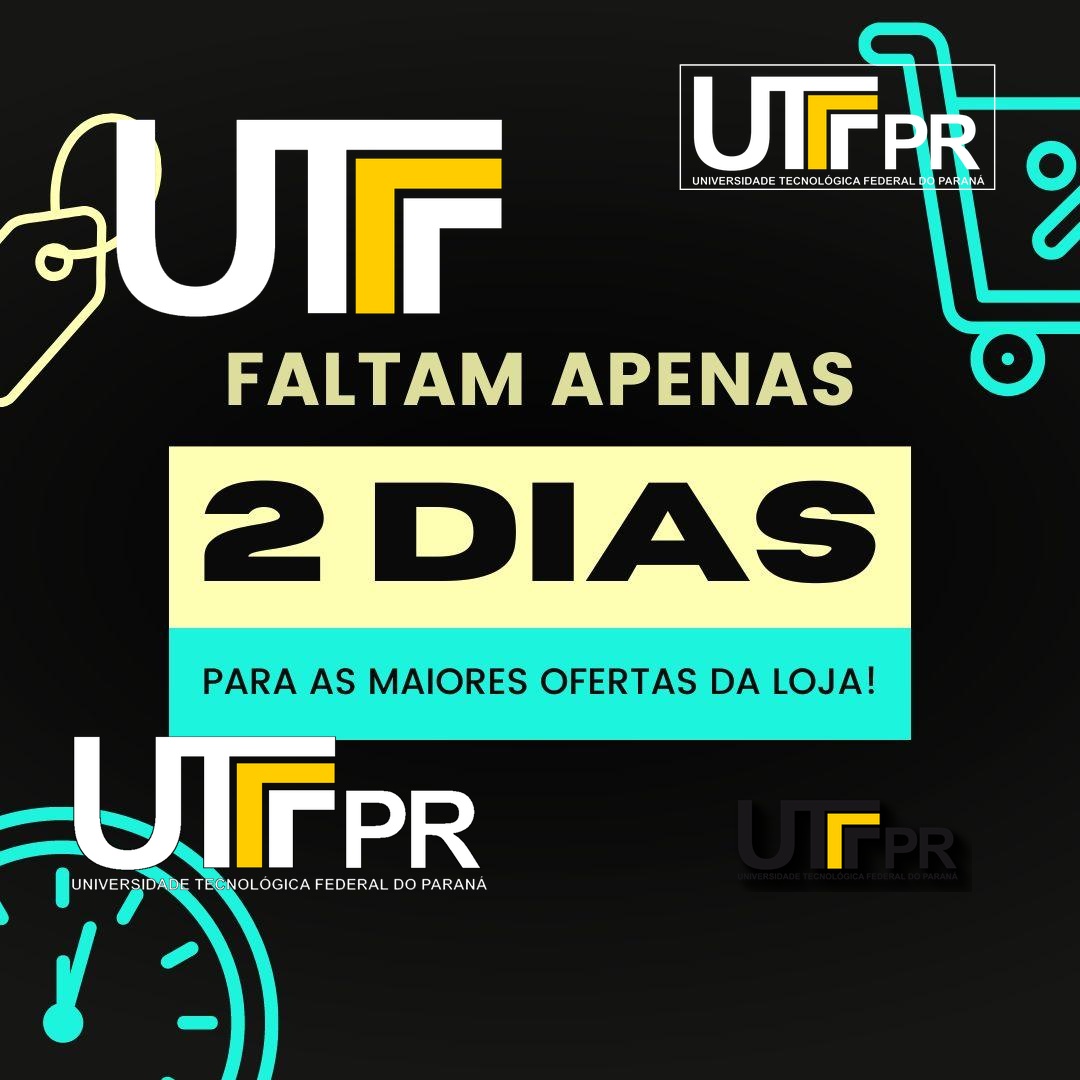 UTFPR
UNIVERSIDADE TECNOLÓGICA FEDERAL DO PARANÁ
UTF
FALTAM APENAS
2 DIAS
PARA AS MAIORES OFERTAS DA LOJA!
UTFPR
UNIVERSIDADE TECNOLÓGICA FEDERAL DO PARANÁ
UTFPR
UNIVERSIDADE TECNOLÓGICA FEDERAL DO PARANÁ